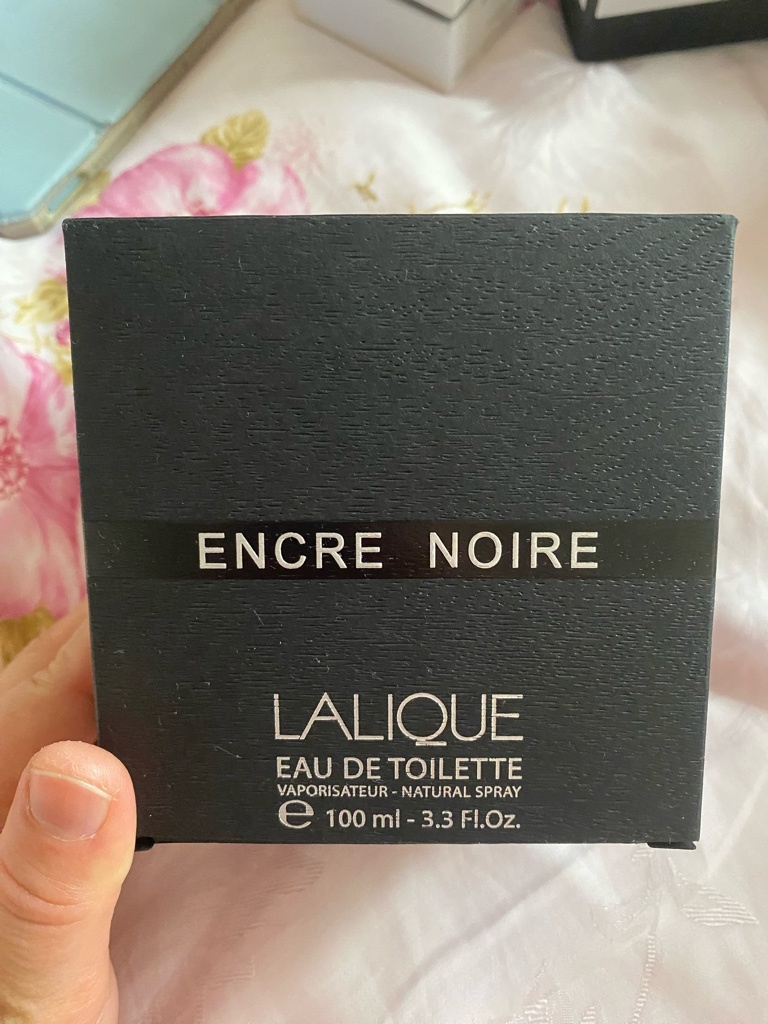 ENCRE NOIRE
LALIQUE
EAU DE TOILETTE
VAPORISATEUR - NATURAL SPRAY
℮ 100 ml - 3.3 Fl.Oz.